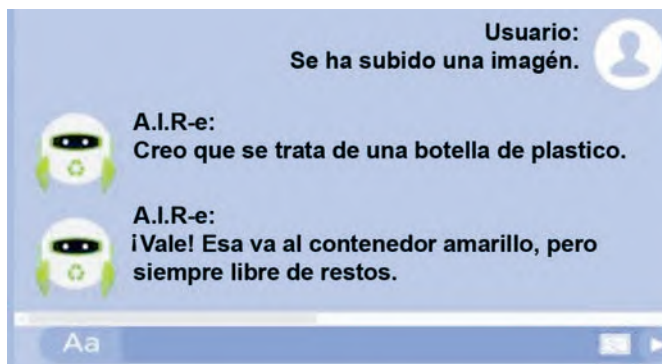 Usuario:
Se ha subido una imagén.
A.I.R-e:
Creo que se trata de una botella de plastico.
A.I.R-e:
¡Vale! Esa va al contenedor amarillo, pero
siempre libre de restos.
Aa